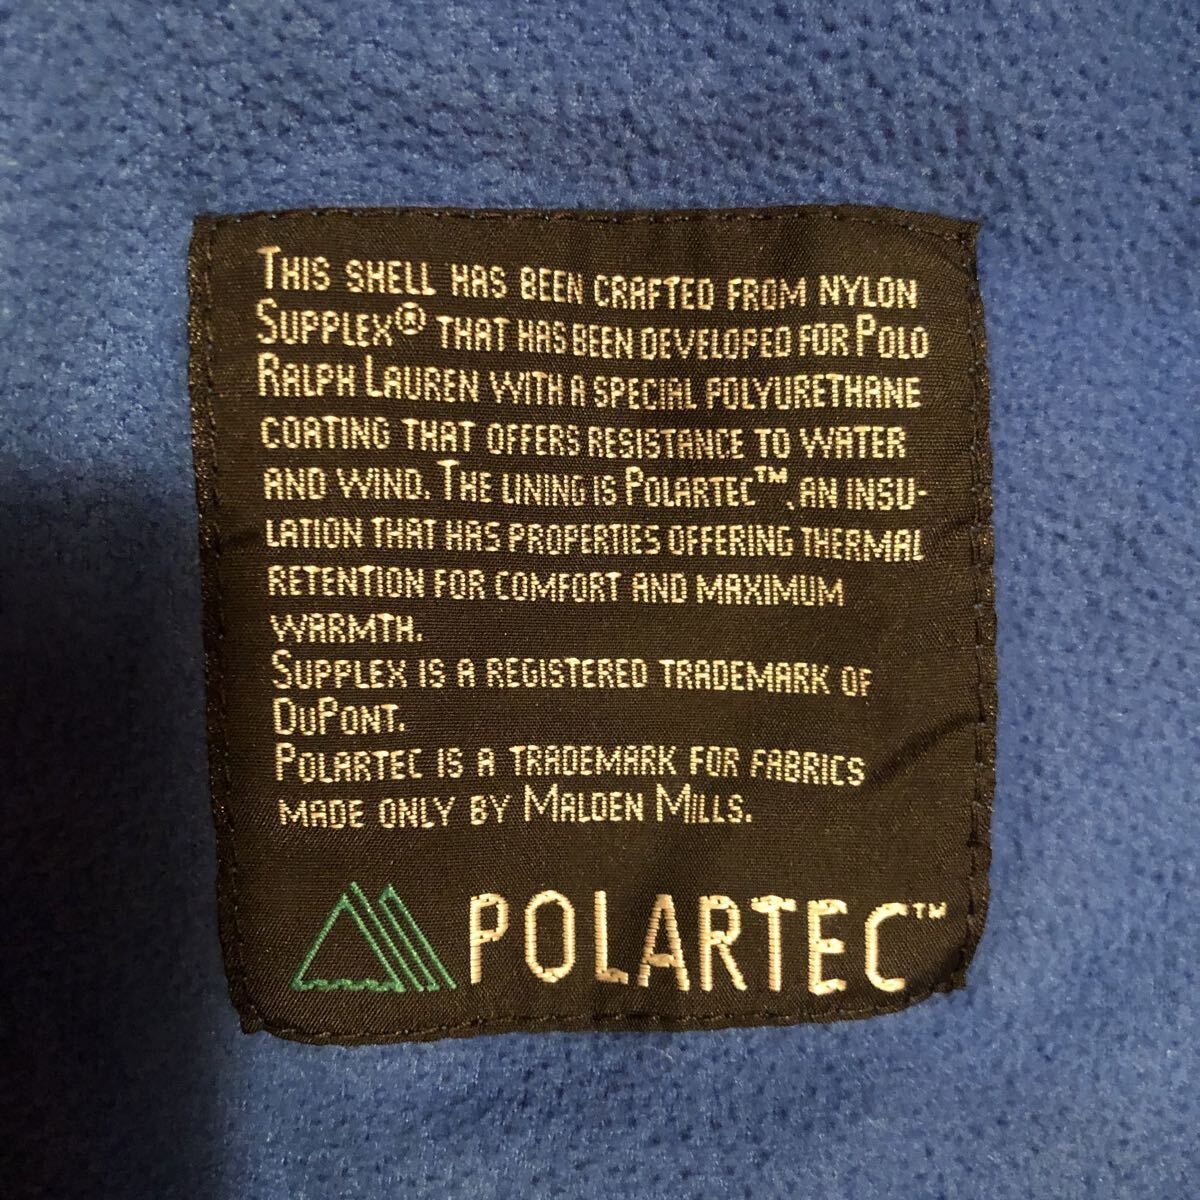 THIS SHELL HAS BEEN CRAFTED FROM NYLON
SUPPLEX® THAT HAS BEEN DEVELOPED FOR POLO
RALPH LAUREN WITH A SPECIAL POLYURETHANE
COATING THAT OFFERS RESISTANCE TO WATER
AND WIND. THE LINING IS POLARTEC™, AN INSU-
LATION THAT HAS PROPERTIES OFFERING THERMAL
RETENTION FOR COMFORT AND MAXIMUM
WARMTH.
SUPPLEX IS A REGISTERED TRADEMARK OF
DUPONT.
POLARTEC IS A TRADEMARK FOR FABRICS
MADE ONLY BY MALDEN MILLS.
POLARTEC™